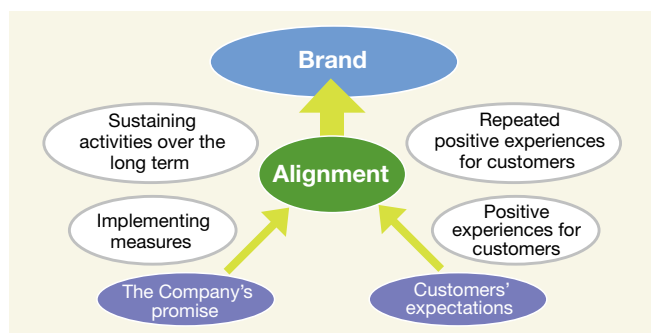 Brand
Sustaining
activities over the
long term
Repeated
positive experiences
for customers
Alignment
Implementing
measures
Positive
experiences for
customers
The Company's
promise
Customers'
expectations